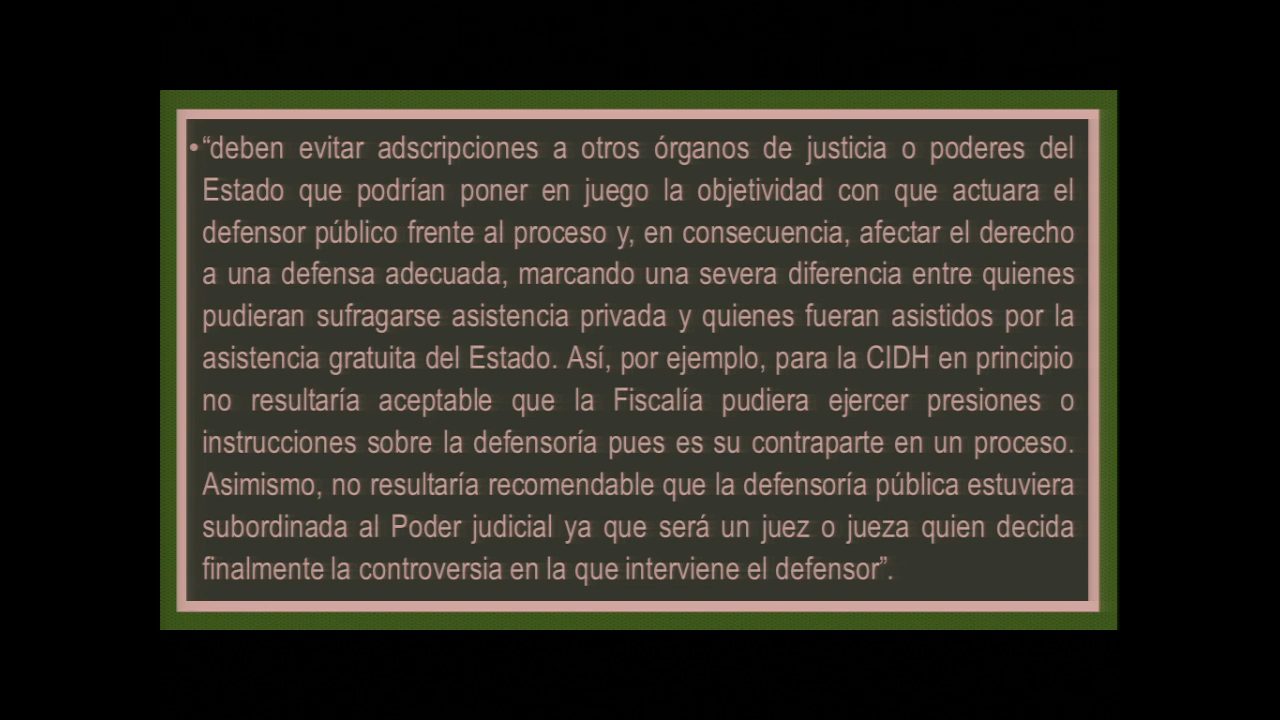 •“deben evitar adscripciones a otros órganos de justicia o poderes del
Estado que podrían poner en juego la objetividad con que actuara el
defensor público frente al proceso y, en consecuencia, afectar el derecho
a una defensa adecuada, marcando una severa diferencia entre quienes
pudieran sufragarse asistencia privada y quienes fueran asistidos por la
asistencia gratuita del Estado. Así, por ejemplo, para la CIDH en principio
no resultaría aceptable que la Fiscalía pudiera ejercer presiones o
instrucciones sobre la defensoría pues es su contraparte en un proceso.
Asimismo, no resultaría recomendable que la defensoría pública estuviera
subordinada al Poder judicial ya que será un juez o jueza quien decida
finalmente la controversia en la que interviene el defensor”.